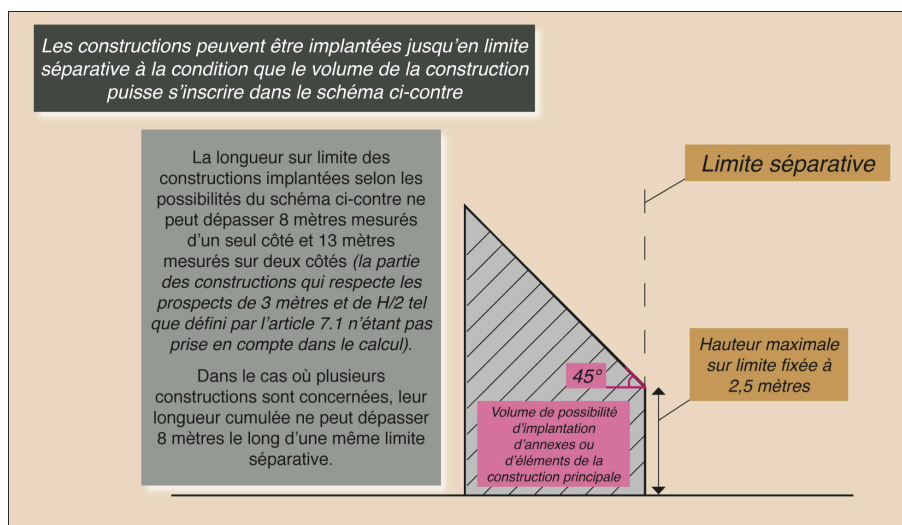 Les constructions peuvent être implantées jusqu'en limite
séparative à la condition que le volume de la construction
puisse s'inscrire dans le schéma ci-contre
La longueur sur limite des
constructions implantées selon les
possibilités du schéma ci-contre ne
peut dépasser 8 mètres mesurés
d'un seul côté et 13 mètres
mesurés sur deux côtés (la partie
des constructions qui respecte les
prospects de 3 mètres et de H/2 tel
que défini par l'article 7.1 n'étant pas
prise en compte dans le calcul).
Dans le cas où plusieurs
constructions sont concernées, leur
longueur cumulée ne peut dépasser
8 mètres le long d'une même limite
séparative.
Limite séparative
Hauteur maximale
sur limite fixée à
2,5 mètres
45°
Volume de possibilité
d'implantation
d'annexes ou
d'éléments de la
construction principale